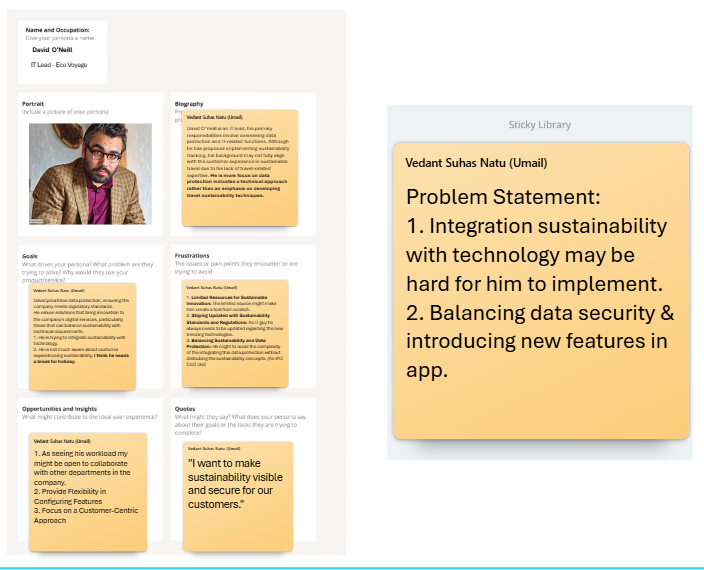 Name and Occupation:
Give your persona a name
David O'Neill
IT Lead - Eco Voyage
Portrait
Include a picture of your persona
Biography
Vedant Suhas Natu (Umail)
David O'Neill is an IT lead, his primary
responsibilities involve overseeing data
protection and IT-related functions. Although
he has proposed implementing sustainability
tracking, his background may not fully align
with the customer experience in sustainable
travel due to his lack of travel-related
expertise. He is more focus on data
protection indicates a technical approach
rather than an emphasis on developing
travel sustainability techniques.
Goals
What drives your persona? What problem are they
trying to solve? Why would they use your
product/service?
Vedant Suhas Natu (Umail)
David prioritizes data protection, ensuring the
company meets regulatory standards .
He values solutions that bring innovation to
the company's digital services, particularly
those that can balance sustainability with
technical requirements.
1. He is trying to integrate sustainability with
technology.
2. He is not much aware about customer
experiencing sustainability. I think he needs
a break for holiday.
Frustrations
The issues or pain points they encounter or are
trying to avoid
Vedant Suhas Natu (Umail)
1. Limited Resources for Sustainable
Innovation: The limited source might make
him create a tool from scratch.
2. Staying Updated with Sustainability
Standards and Regulations: As IT guy he
always needs to be updated regarding the new
trending technologies.
3. Balancing Sustainability and Data
Protection: He might to avoid the complexity
of the integrating the data protection without
disturbing the sustainability concepts. (As XYZ
CEO Said)
Opportunities and Insights
What might contribute to the ideal user experience?
Vedant Suhas Natu (Umail)
1. As seeing his workload my
might be open to collaborate
with other departments in the
company.
2. Provide Flexibility in
Configuring Features
3. Focus on a Customer-Centric
Approach
Quotes
What might they say? What does your persona say
about their goals or the tasks they are trying to
complete?
Vedant Suhas Natu (Umail)
"I want to make
sustainability visible
and secure for our
customers."
Sticky Library
Vedant Suhas Natu (Umail)
Problem Statement:
1. Integration sustainability
with technology may be
hard for him to implement.
2. Balancing data security &
introducing new features in
app.